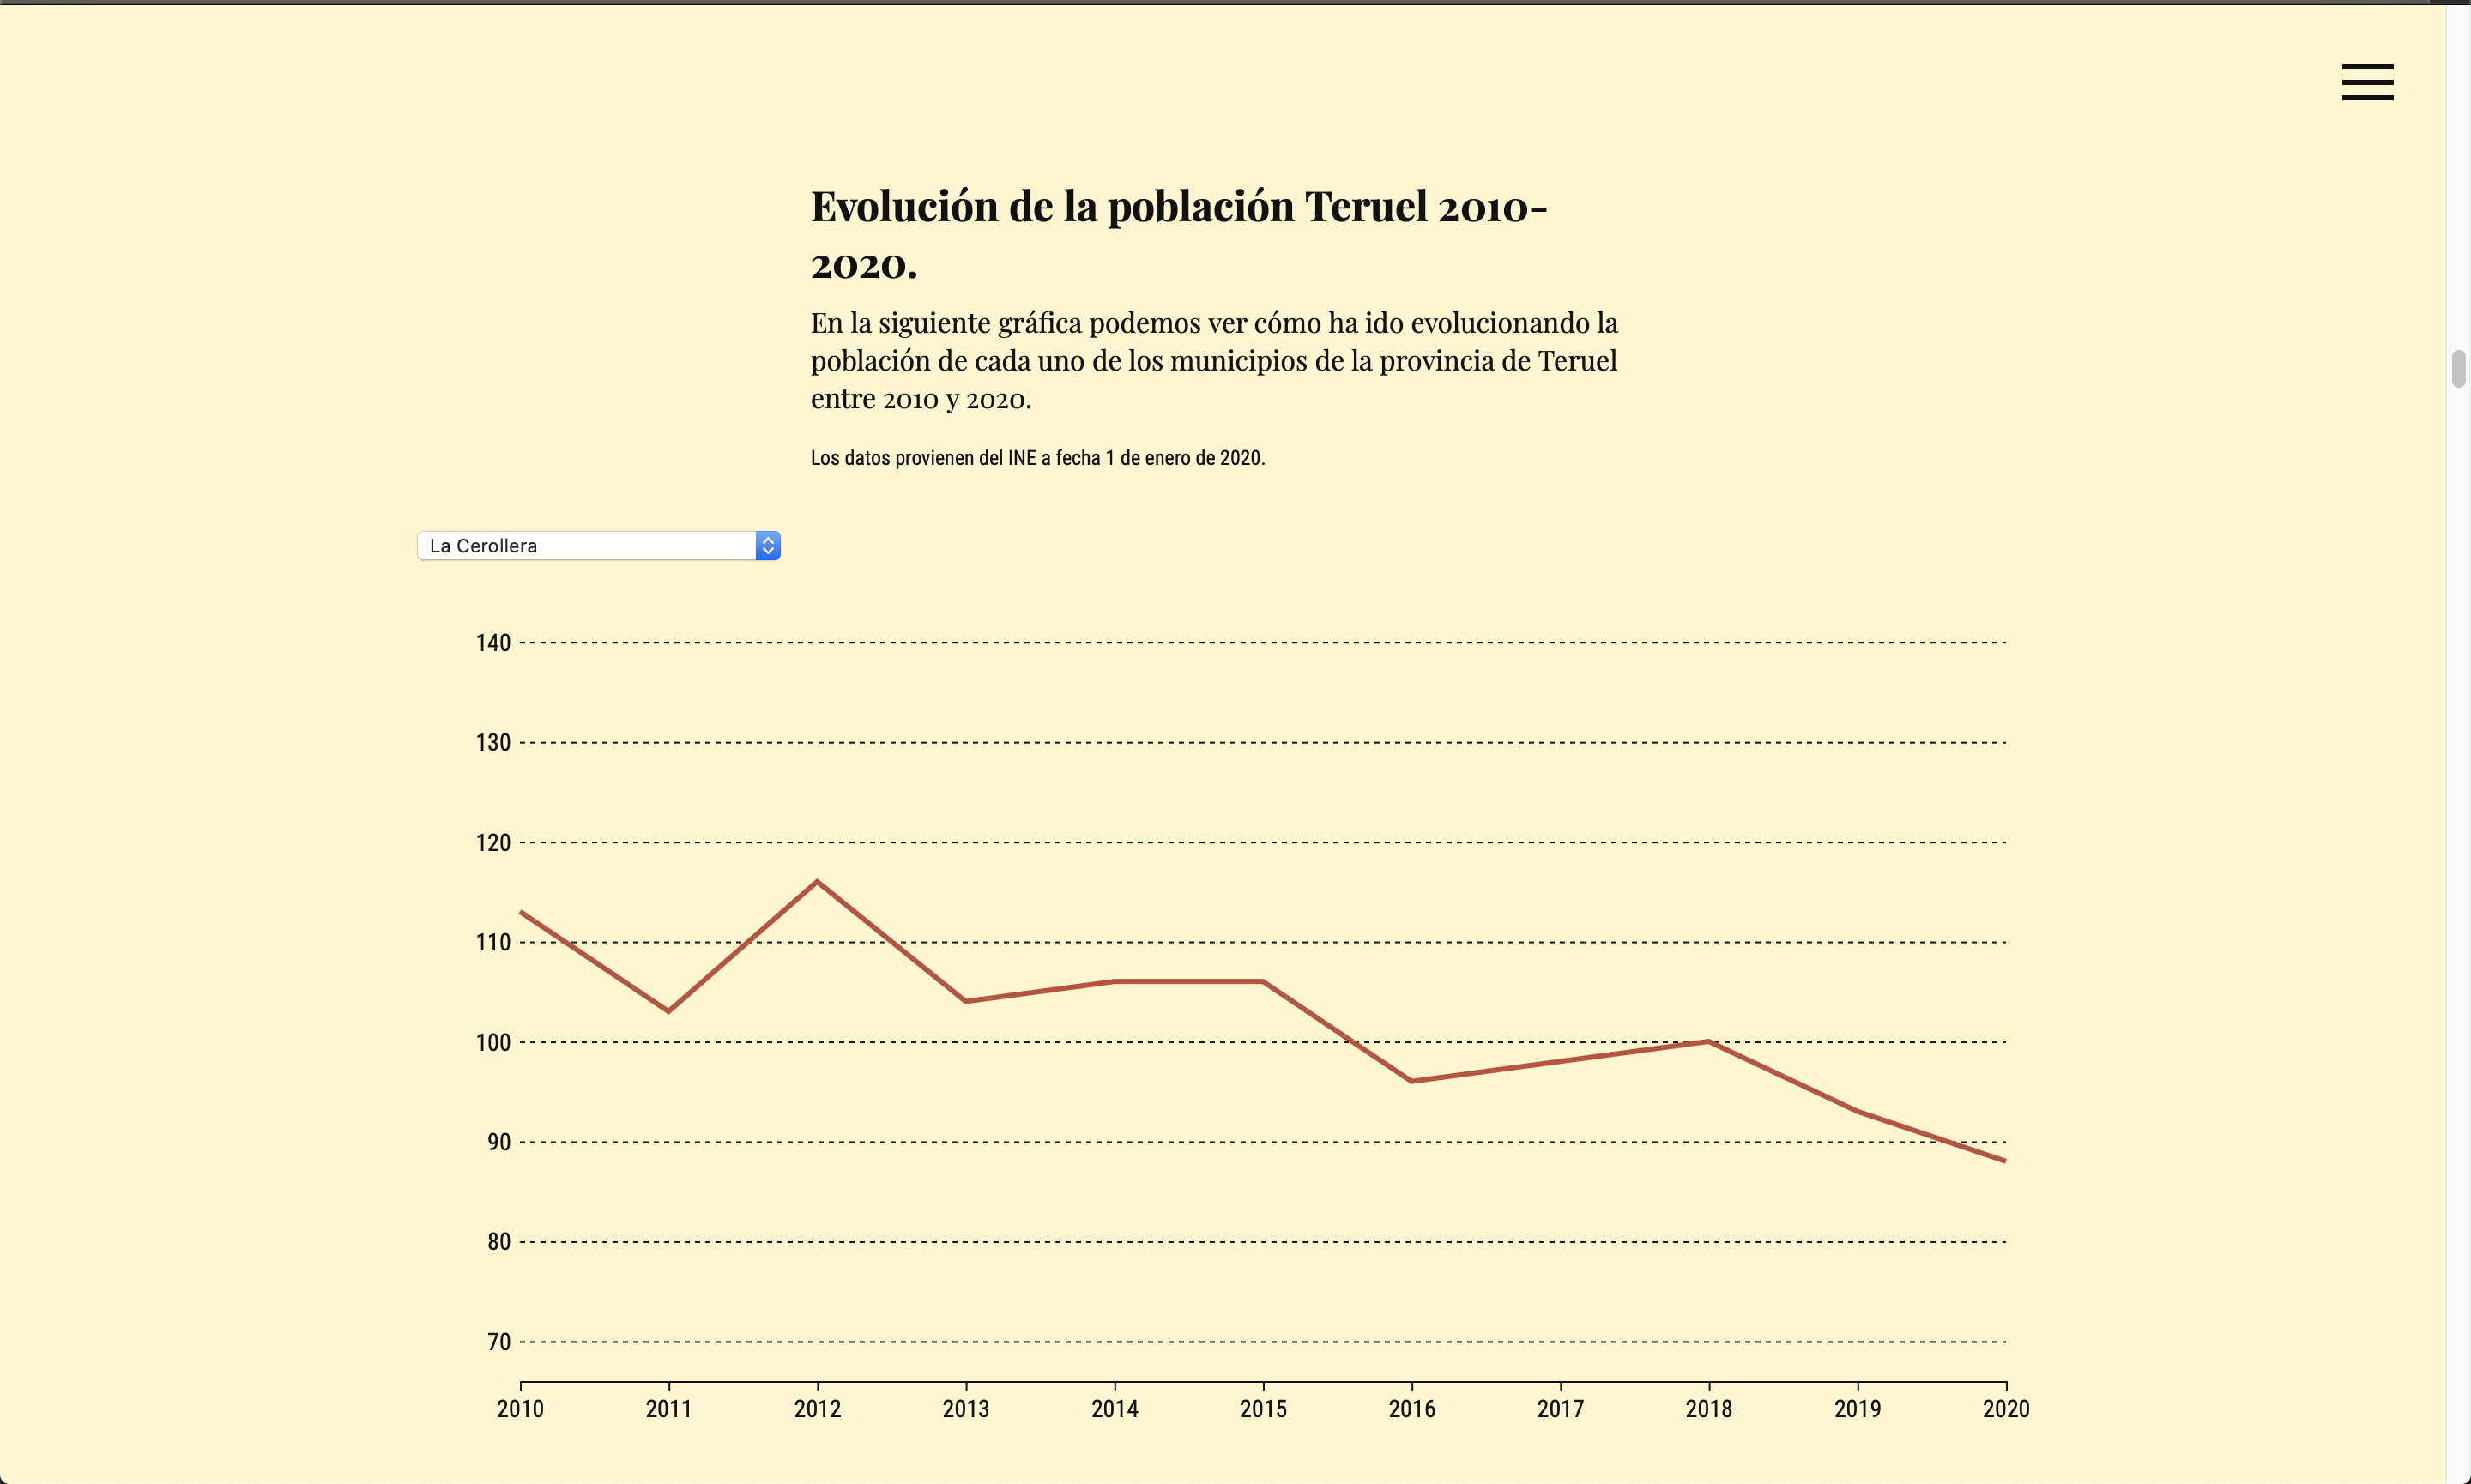 Evolución de la población Teruel 2010-
2020.
En la siguiente gráfica podemos ver cómo ha ido evolucionando la
población de cada uno de los municipios de la provincia de Teruel
entre 2010 y 2020.
Los datos provienen del INE a fecha 1 de enero de 2020.
La Cerollera
140
130
120
110
100
90
80
70
2010 2011 2012 2013 2014 2015 2016 2017 2018 2019 2020